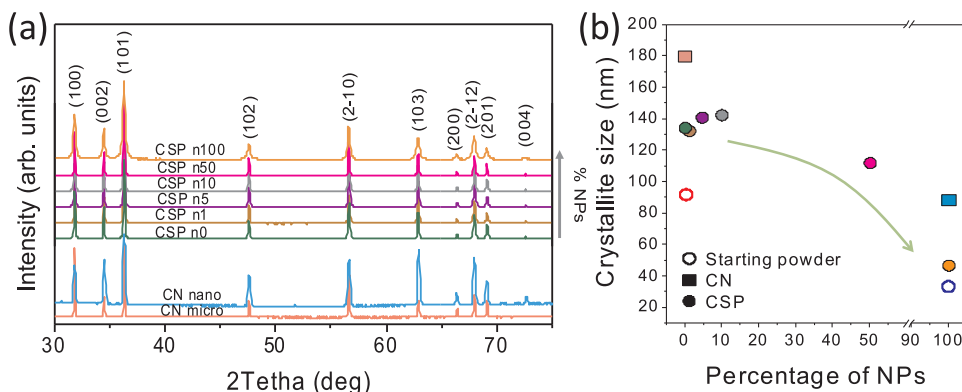 (a)
Intensity (arb. units)
(100)
(002)
(101)
(102)
(2-10)
(103)
(200)
(2-12)
(201)
(004)
CSP n100
CSP n50
CSP n10
CSP n5
CSP n1
CSP n0
CN nano
CN micro
% NPs
30 40 50 60 70
2Tetha (deg)
(b)
Crystallite size (nm)
200
180
160
140
120
100
80
60
40
20
Starting powder
CN
CSP
0 10 20 30 40 50 90 100
Percentage of NPs